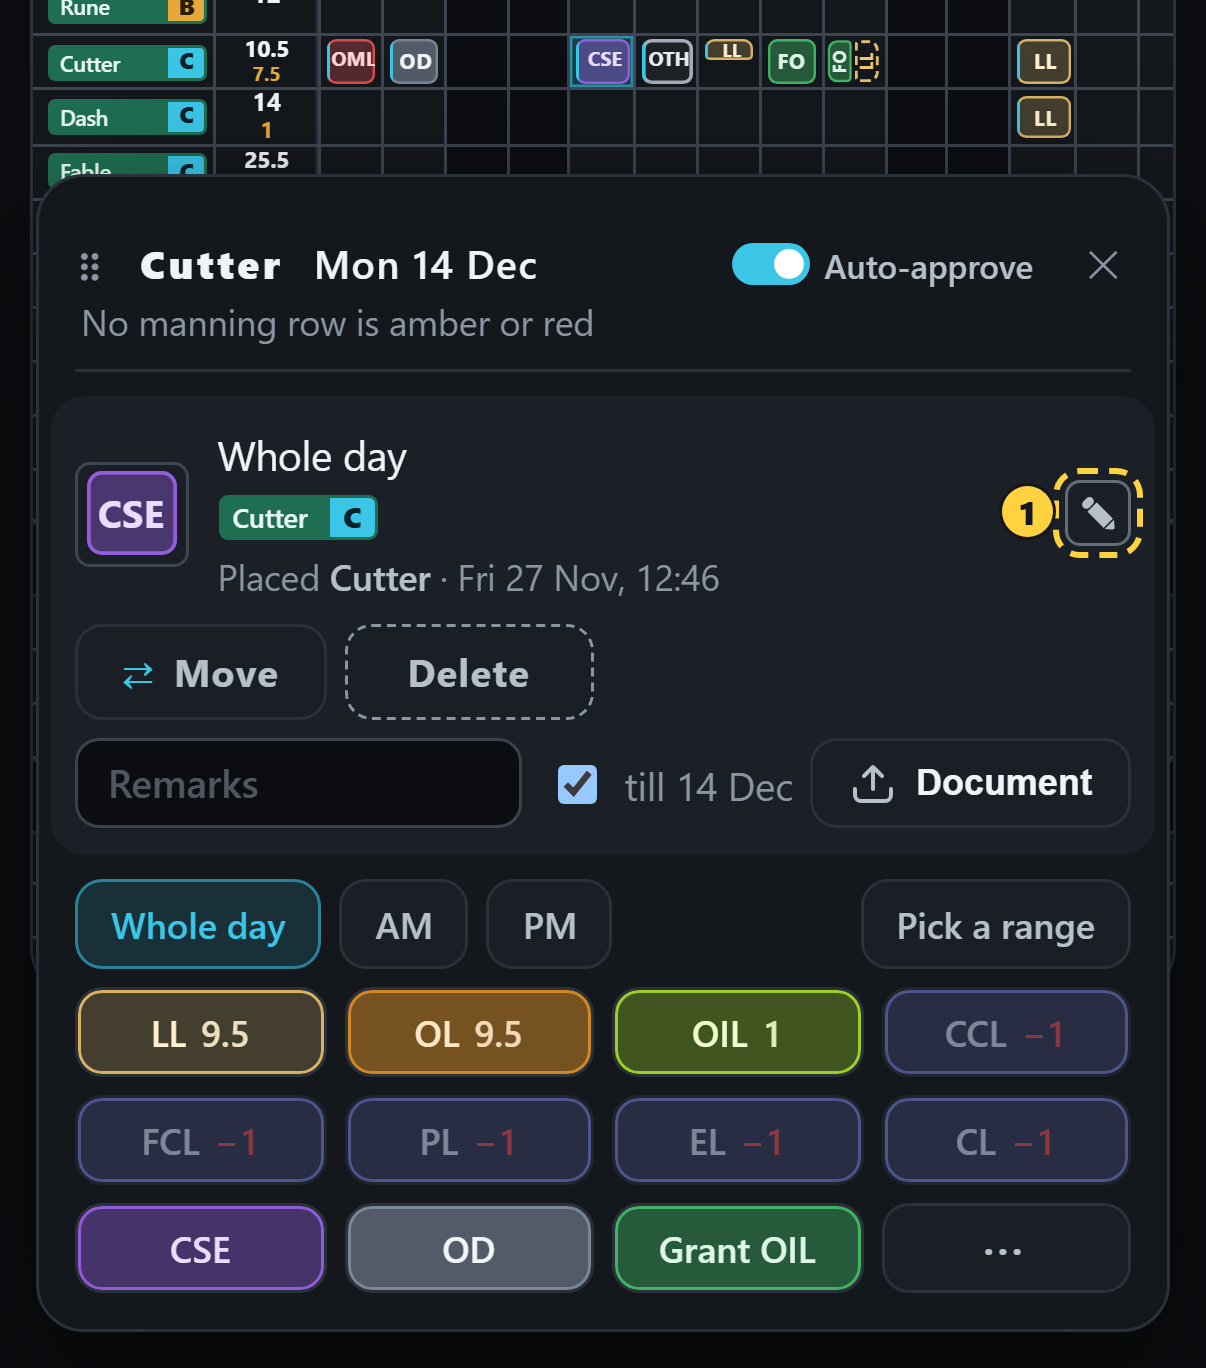 Rune B
Cutter C 10.5 OML OD CSE OTH LL FO FO LL LL
7.5
Dash C 14 LL
1
Fable C 25.5
Cutter Mon 14 Dec Auto-approve
No manning row is amber or red
CSE
Whole day
Cutter C
1
Placed Cutter · Fri 27 Nov, 12:46
Move Delete
Remarks till 14 Dec Document
Whole day AM PM Pick a range
LL 9.5 OL 9.5 OIL 1 CCL −1
FCL −1 PL −1 EL −1 CL −1
CSE OD Grant OIL ...